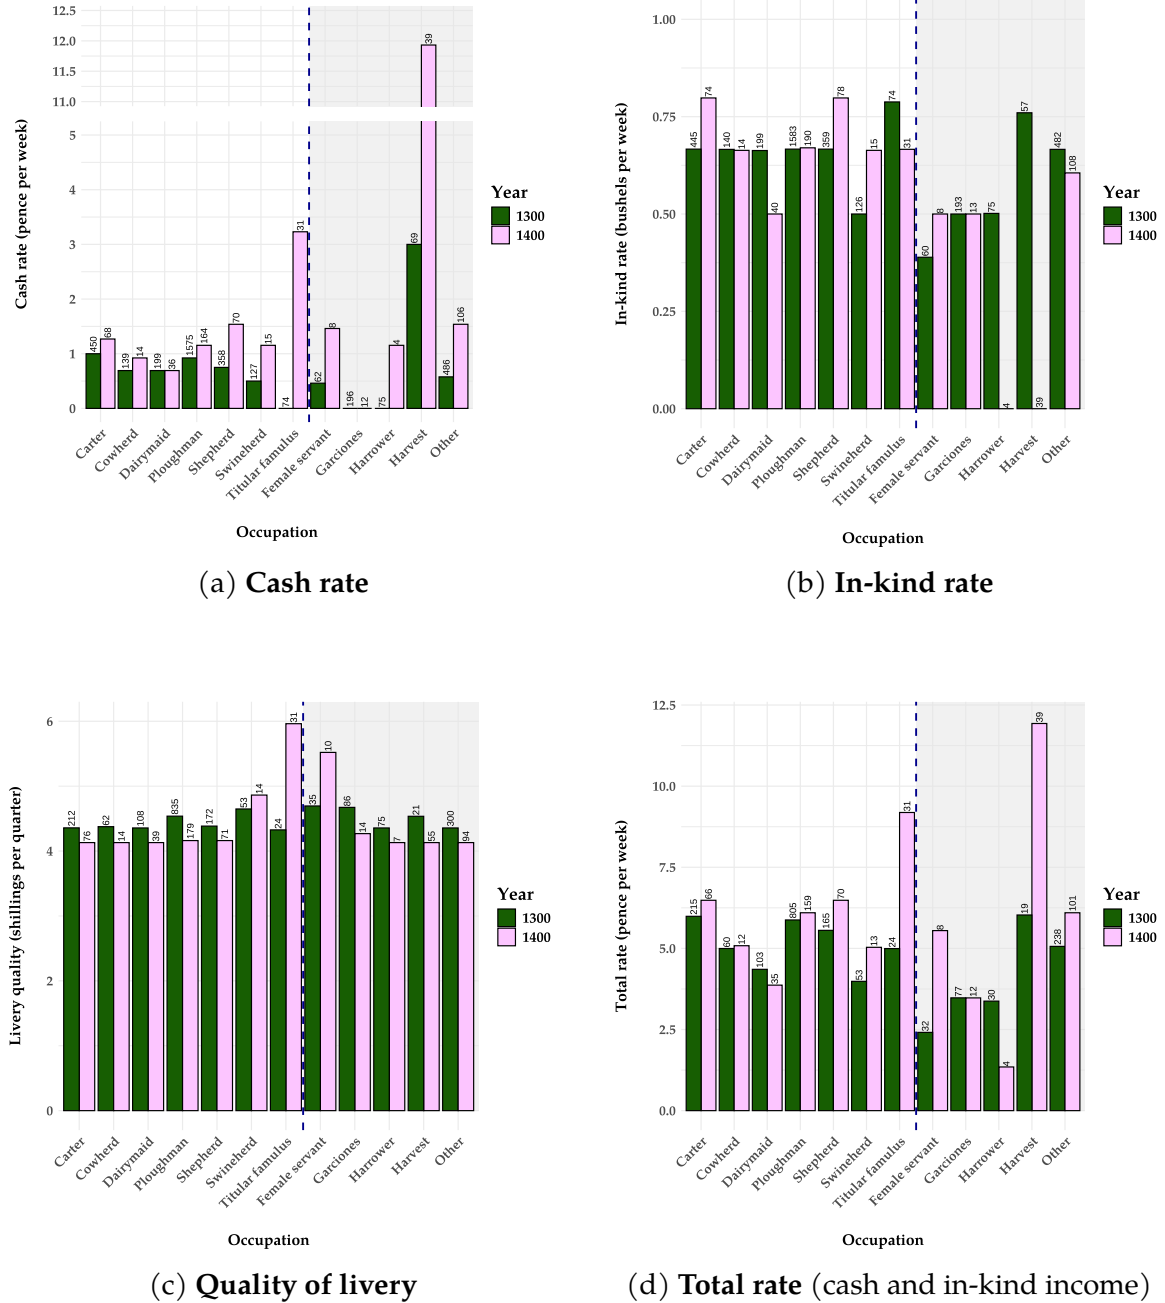 12.5
12.0
11.5
11.0
5
4
3
2
1
0
Cash rate (pence per week)
450
68
139
14
199
36
1575
164
358
70
127
15
74
31
62
8
196
12
75
4
69
39
486
106
Carter
Cowherd
Dairymaid
Ploughman
Shepherd
Swineherd
Titular famulus
Female servant
Garciones
Harrower
Harvest
Other
Occupation
Year
1300
1400
(a) Cash rate
1.00
0.75
0.50
0.25
0.00
In-kind rate (bushels per week)
445
74
140
14
199
40
1583
190
359
78
126
15
74
31
60
8
193
13
75
4
57
39
482
108
Carter
Cowherd
Dairymaid
Ploughman
Shepherd
Swineherd
Titular famulus
Female servant
Garciones
Harrower
Harvest
Other
Occupation
Year
1300
1400
(b) In-kind rate
6
4
2
0
Livery quality (shillings per quarter)
212
76
62
14
108
39
835
179
172
71
53
14
24
31
35
10
86
14
75
7
21
55
300
94
Carter
Cowherd
Dairymaid
Ploughman
Shepherd
Swineherd
Titular famulus
Female servant
Garciones
Harrower
Harvest
Other
Occupation
Year
1300
1400
(c) Quality of livery
12.5
10.0
7.5
5.0
2.5
0.0
Total rate (pence per week)
215
66
60
12
103
35
805
159
165
70
53
13
24
31
32
8
77
12
30
4
19
39
238
101
Carter
Cowherd
Dairymaid
Ploughman
Shepherd
Swineherd
Titular famulus
Female servant
Garciones
Harrower
Harvest
Other
Occupation
Year
1300
1400
(d) Total rate (cash and in-kind income)